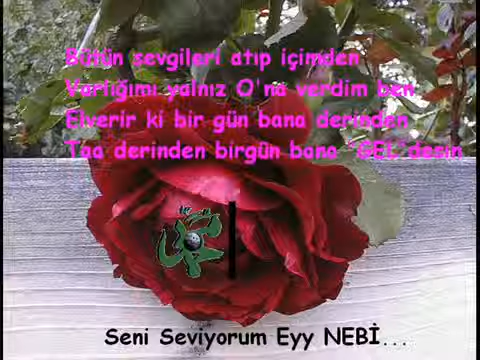 Bütün sevgileri atıp içimden
Varlığımı yalnız O'na verdim ben
Elverir ki bir gün bana derinden
Taa derinden birgün bana "GEL"desin
Seni Seviyorum Eyy NEBİ...